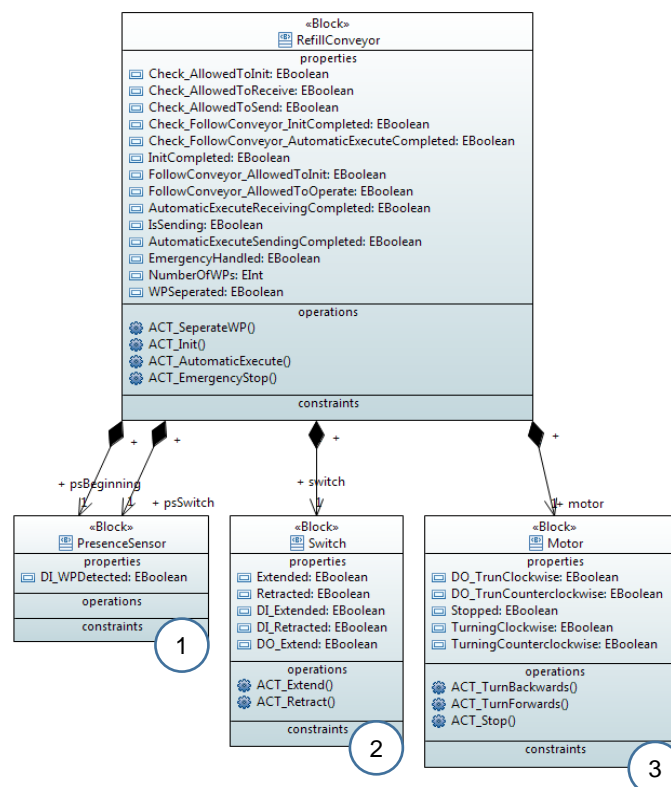 «Block»
RefillConveyor
properties
Check_AllowedToInit: EBoolean
Check_AllowedToReceive: EBoolean
Check_AllowedToSend: EBoolean
Check_FollowConveyor_InitCompleted: EBoolean
Check_FollowConveyor_AutomaticExecuteCompleted: EBoolean
InitCompleted: EBoolean
FollowConveyor_AllowedToInit: EBoolean
FollowConveyor_AllowedToOperate: EBoolean
AutomaticExecuteReceivingCompleted: EBoolean
IsSending: EBoolean
AutomaticExecuteSendingCompleted: EBoolean
EmergencyHandled: EBoolean
NumberOfWPs: EInt
WPSeperated: EBoolean
operations
ACT_SeperateWP()
ACT_Init()
ACT_AutomaticExecute()
ACT_EmergencyStop()
constraints
+ + + +
+ psBeginning
1
+ psSwitch
1
+ switch
1
+ motor
1
«Block»
PresenceSensor
properties
DI_WPDetected: EBoolean
operations
constraints
1
«Block»
Switch
properties
Extended: EBoolean
Retracted: EBoolean
DI_Extended: EBoolean
DI_Retracted: EBoolean
DO_Extend: EBoolean
operations
ACT_Extend()
ACT_Retract()
constraints
2
«Block»
Motor
properties
DO_TrunClockwise: EBoolean
DO_TrunCounterclockwise: EBoolean
Stopped: EBoolean
TurningClockwise: EBoolean
TurningCounterclockwise: EBoolean
operations
ACT_TurnBackwards()
ACT_TurnForwards()
ACT_Stop()
constraints
3